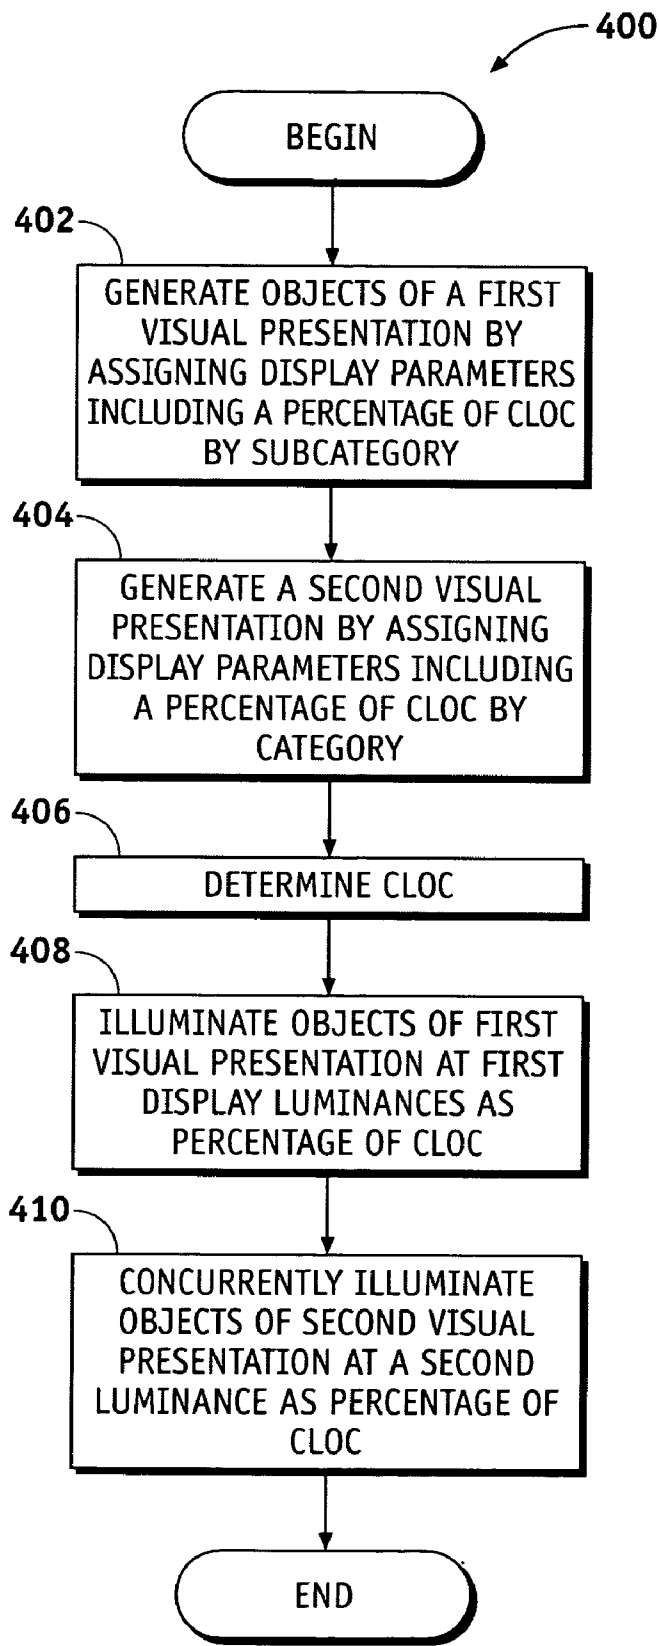 400
BEGIN
402
GENERATE OBJECTS OF A FIRST
VISUAL PRESENTATION BY
ASSIGNING DISPLAY PARAMETERS
INCLUDING A PERCENTAGE OF CLOC
BY SUBCATEGORY
404
GENERATE A SECOND VISUAL
PRESENTATION BY ASSIGNING
DISPLAY PARAMETERS INCLUDING
A PERCENTAGE OF CLOC BY
CATEGORY
406
DETERMINE CLOC
408
ILLUMINATE OBJECTS OF FIRST
VISUAL PRESENTATION AT FIRST
DISPLAY LUMINANCES AS
PERCENTAGE OF CLOC
410
CONCURRENTLY ILLUMINATE
OBJECTS OF SECOND VISUAL
PRESENTATION AT A SECOND
LUMINANCE AS PERCENTAGE OF
CLOC
END